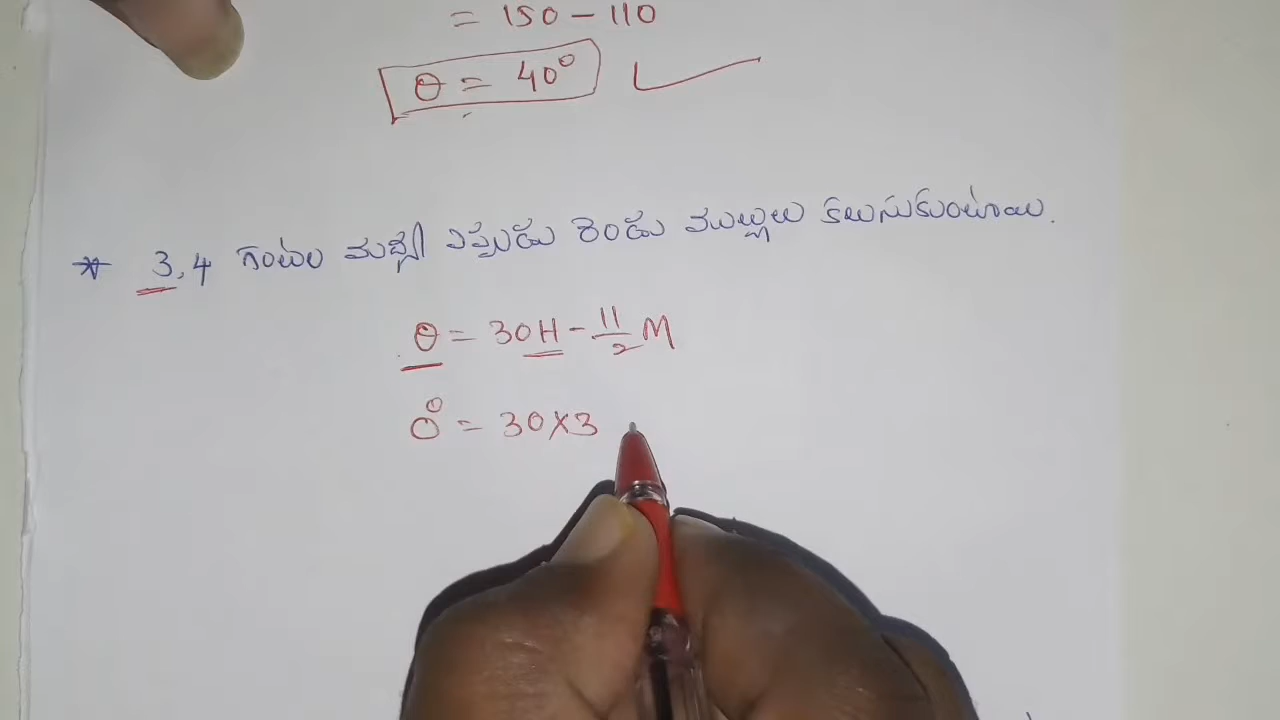 = 150 - 110
θ = 40°
* 3,4 గంటల మధ్య ఎప్పుడు రెండు ముల్లులు కలుసుకుంటాయి.
θ = 30H - 11/2 M
0° = 30×3